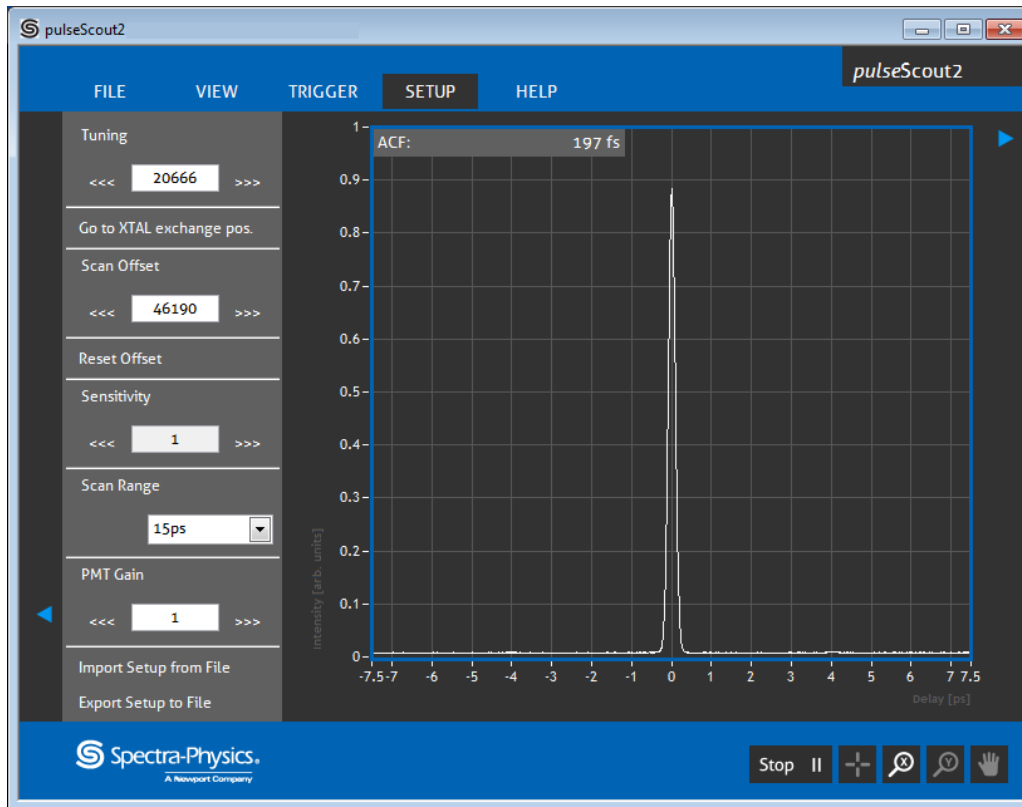 pulseScout2
pulseScout2
FILE VIEW TRIGGER SETUP HELP
Tuning
<<< 20666 >>>
Go to XTAL exchange pos.
Scan Offset
<<< 46190 >>>
Reset Offset
Sensitivity
<<< 1 >>>
Scan Range
15ps
PMT Gain
<<< 1 >>>
Import Setup from File
Export Setup to File
ACF: 197 fs
1
0.9
0.8
0.7
0.6
0.5
0.4
0.3
0.2
0.1
0
Intensity [arb. units]
-7.5 -7 -6 -5 -4 -3 -2 -1 0 1 2 3 4 5 6 7 7.5
Delay [ps]
Spectra-Physics.
A Newport Company
Stop
X
Y